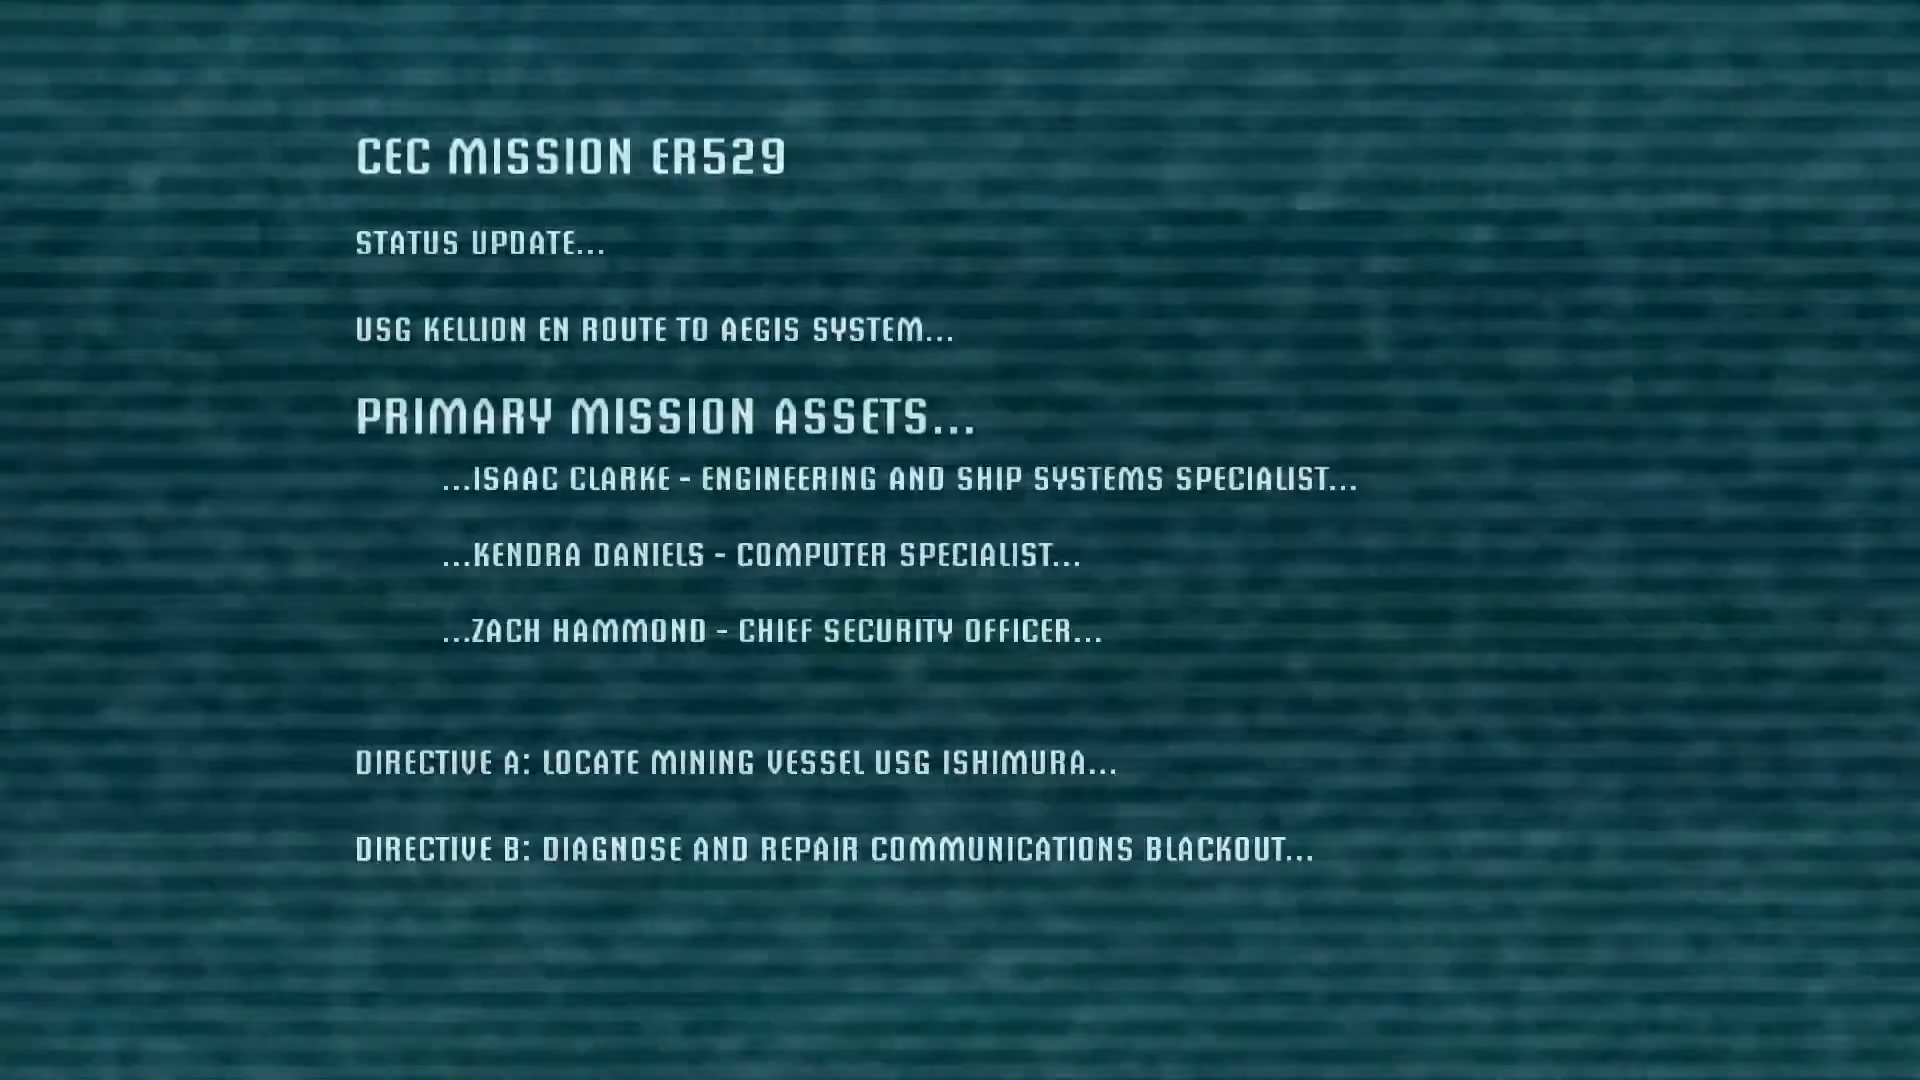 CEC MISSION ER529
STATUS UPDATE...
USG KELLION EN ROUTE TO AEGIS SYSTEM...
PRIMARY MISSION ASSETS...
...ISAAC CLARKE - ENGINEERING AND SHIP SYSTEMS SPECIALIST...
...KENDRA DANIELS - COMPUTER SPECIALIST...
...ZACH HAMMOND - CHIEF SECURITY OFFICER...
DIRECTIVE A: LOCATE MINING VESSEL USG ISHIMURA...
DIRECTIVE B: DIAGNOSE AND REPAIR COMMUNICATIONS BLACKOUT...